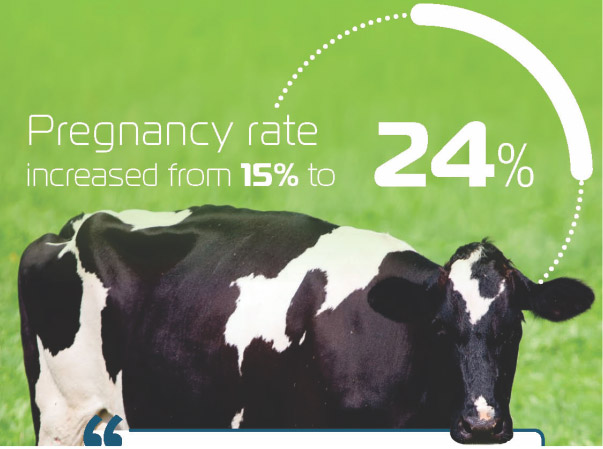 Pregnancy rate
increased from 15% to 24%
“